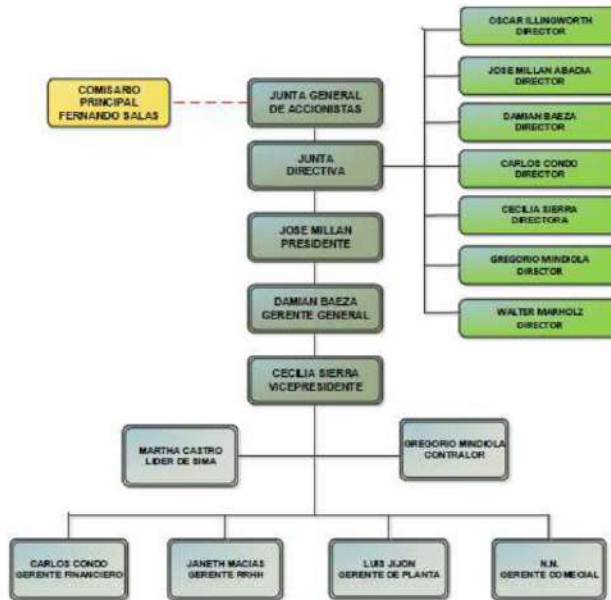 OSCAR ILLINGWORTH
DIRECTOR
COMISARIO
PRINCIPAL
FERNANDO SALAS
JUNTA GENERAL
DE ACCIONISTAS
JOSE MILLAN ABADIA
DIRECTOR
DAMIAN BAEZA
DIRECTOR
JUNTA
DIRECTIVA
CARLOS CONDO
DIRECTOR
CECILIA SIERRA
DIRECTORA
JOSE MILLAN
PRESIDENTE
GREGORIO MINDIOLA
DIRECTOR
DAMIAN BAEZA
GERENTE GENERAL
WALTER MARHOLZ
DIRECTOR
CECILIA SIERRA
VICEPRESIDENTE
MARTHA CASTRO
LIDER DE SIMA
GREGORIO MINDIOLA
CONTRALOR
CARLOS CONDO
GERENTE FINANCIERO
JANETH MACIAS
GERENTE RRHH
LUIS JIJON
GERENTE DE PLANTA
N.N.
GERENTE COMECIAL